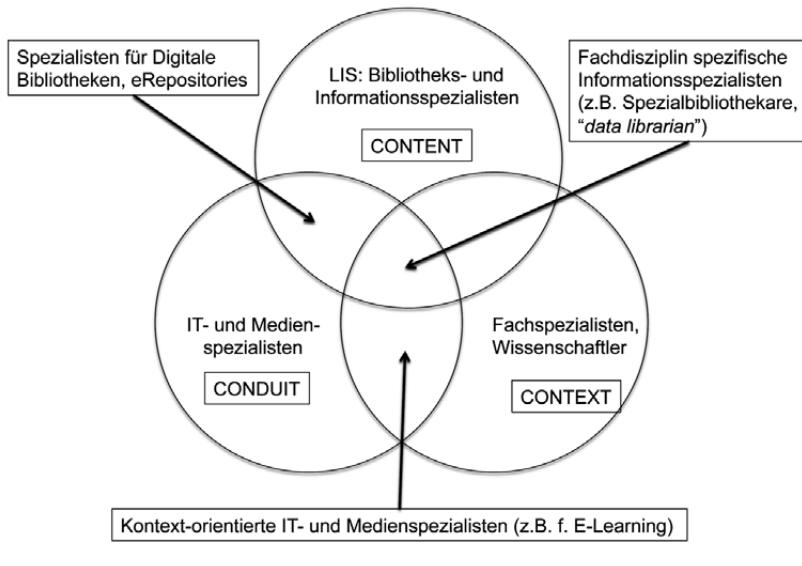 Spezialisten für Digitale
Bibliotheken, eRepositories
LIS: Bibliotheks- und
Informationsspezialisten
CONTENT
Fachdisziplin spezifische
Informationsspezialisten
(z.B. Spezialbibliothekare,
“data librarian”)
IT- und Medien-
spezialisten
CONDUIT
Fachspezialisten,
Wissenschaftler
CONTEXT
Kontext-orientierte IT- und Medienspezialisten (z.B. f. E-Learning)